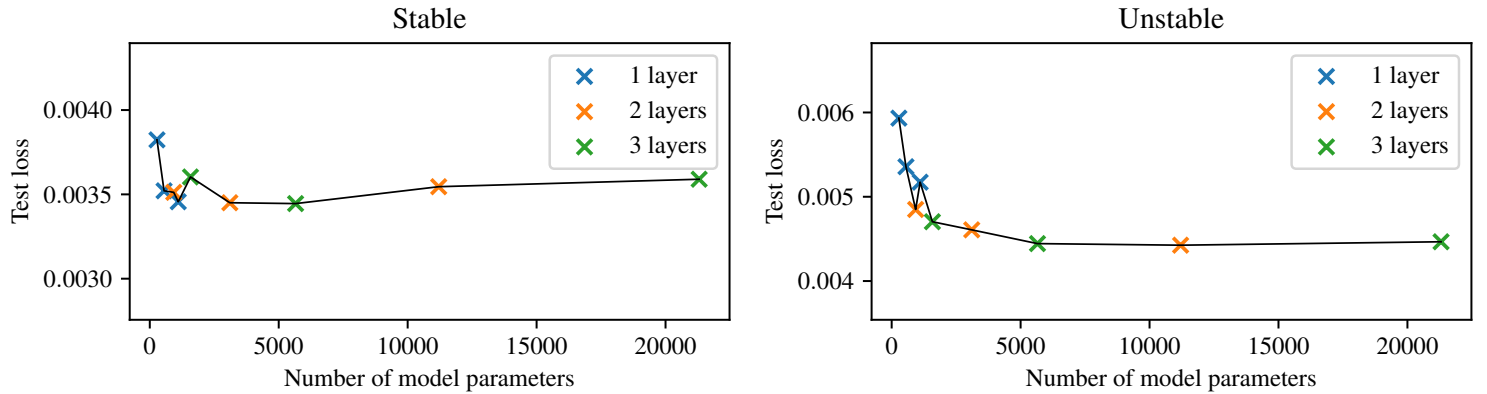 Stable
Test loss
0.0040
0.0035
0.0030
1 layer
2 layers
3 layers
0
5000
10000
15000
20000
Number of model parameters
Unstable
Test loss
0.006
0.005
0.004
1 layer
2 layers
3 layers
0
5000
10000
15000
20000
Number of model parameters